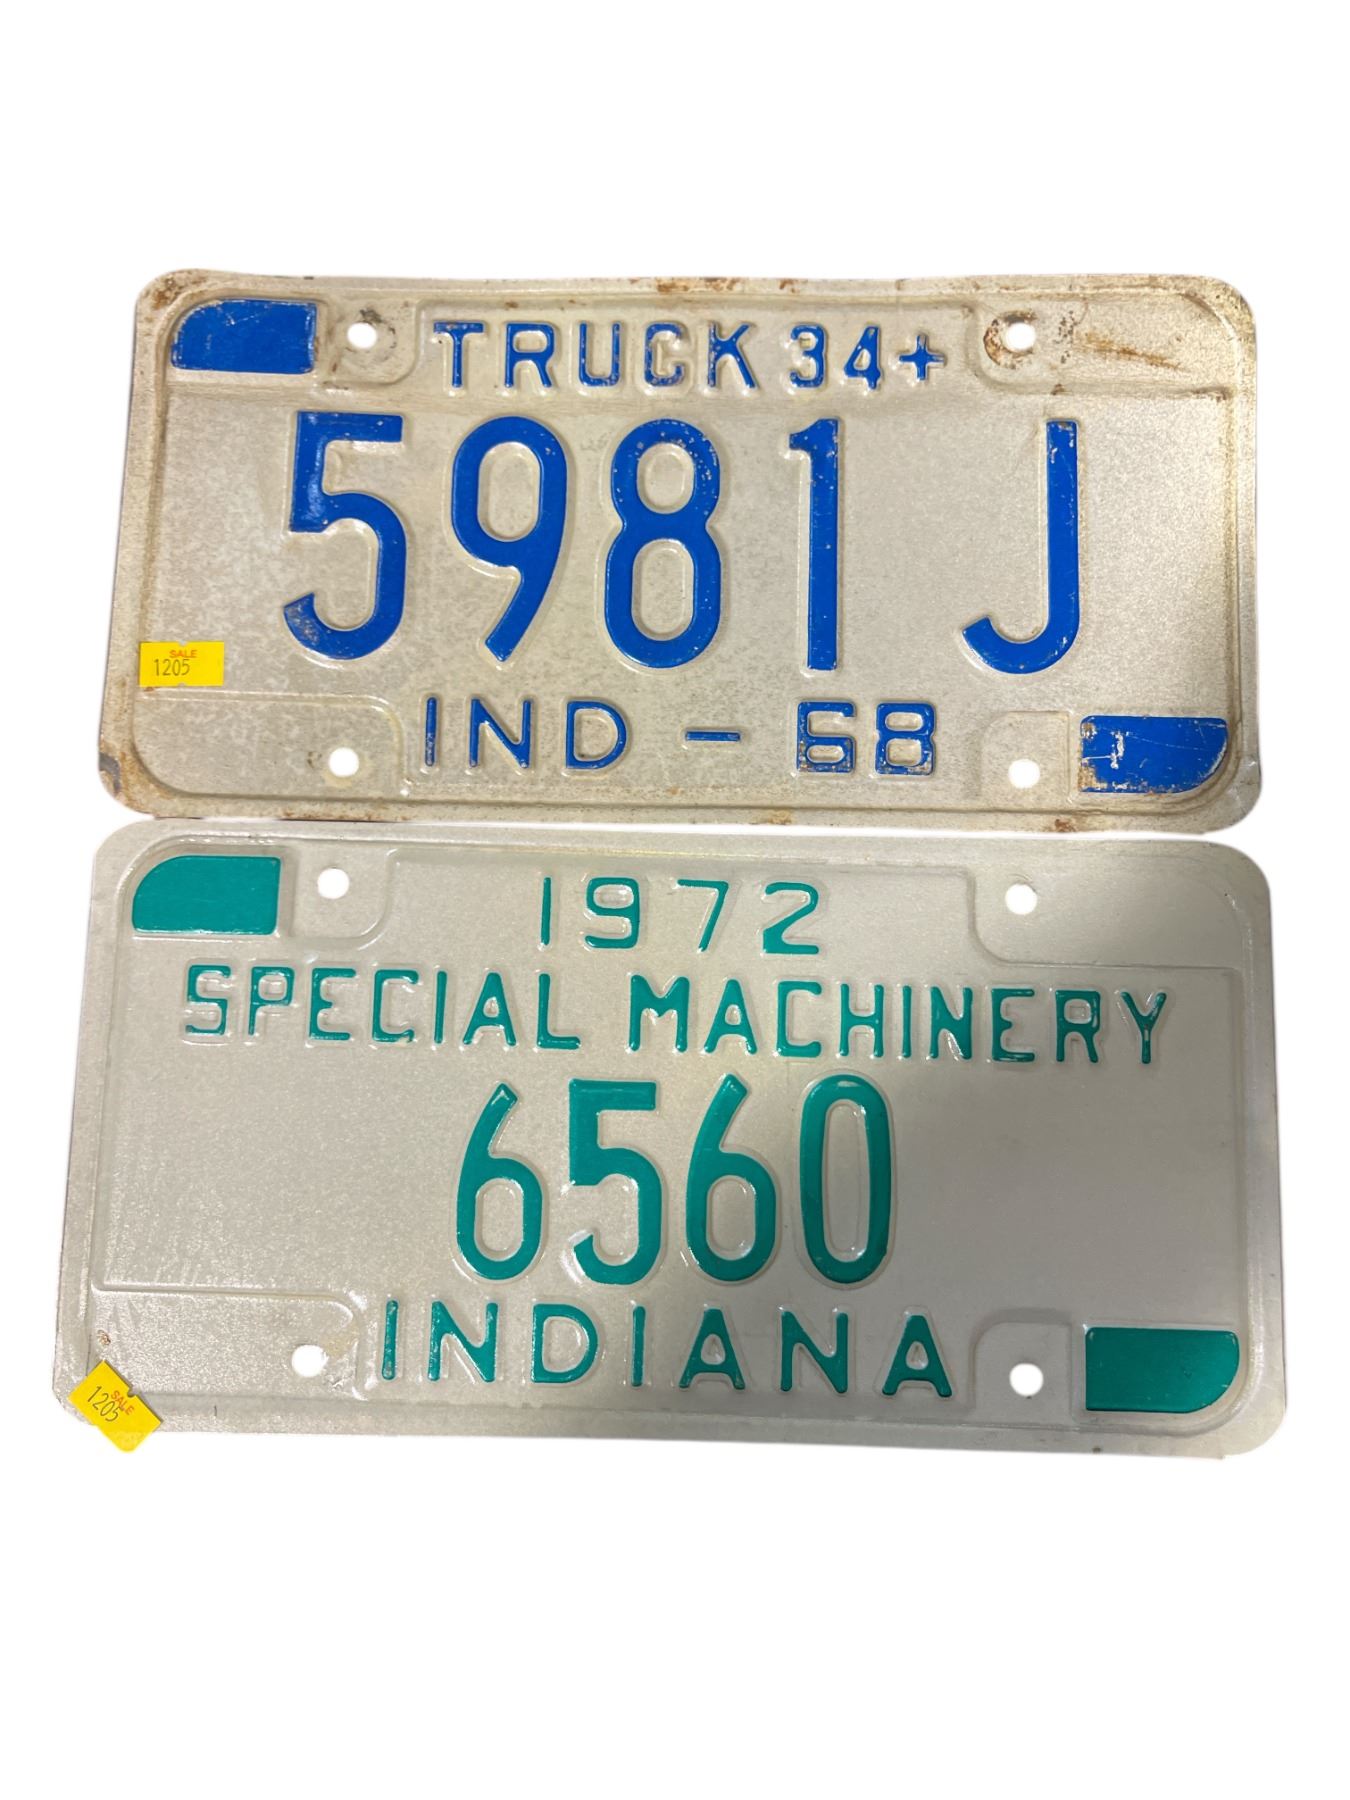 TRUCK 34+
5981 J
SALE
1205
IND - 68
1972
SPECIAL MACHINERY
6560
INDIANA
SALE
1205